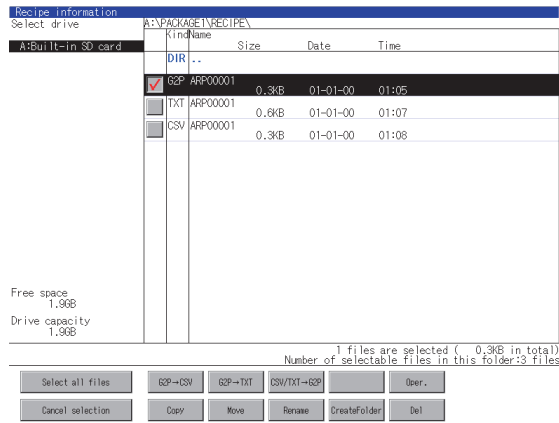 Recipe information
Select drive
A:\PACKAGE1\RECIPE\
A:Built-in SD card
Kind Name
Size Date Time
DIR ..
G2P ARP00001
0.3KB 01-01-00 01:05
TXT ARP00001
0.6KB 01-01-00 01:07
CSV ARP00001
0.3KB 01-01-00 01:08
Free space
1.9GB
Drive capacity
1.9GB
1 files are selected ( 0.3KB in total)
Number of selectable files in this folder:3 files
Select all files G2P→CSV G2P→TXT CSV/TXT→G2P Oper.
Cancel selection Copy Move Rename CreateFolder Del